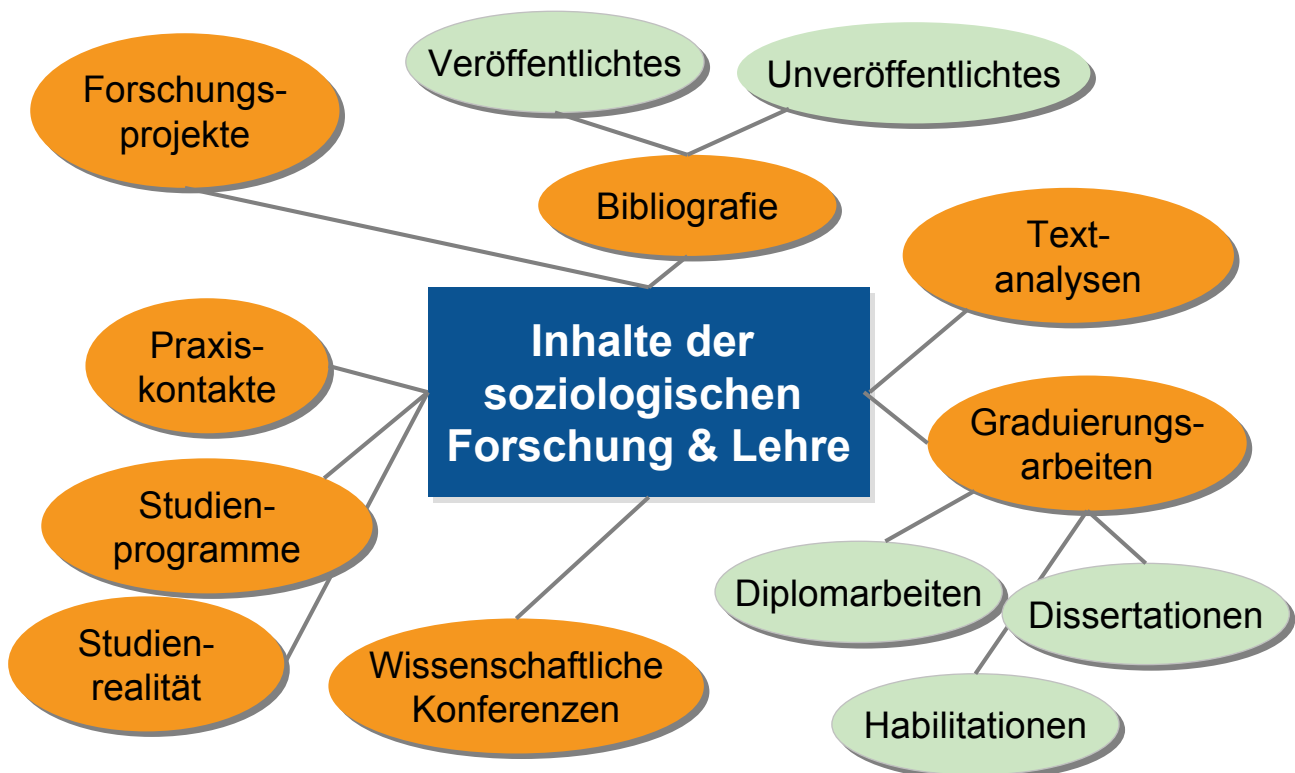 Veröffentlichtes
Unveröffentlichtes
Forschungs-
projekte
Bibliografie
Text-
analysen
Inhalte der
soziologischen
Forschung & Lehre
Praxis-
kontakte
Graduierungs-
arbeiten
Studien-
programme
Diplomarbeiten
Dissertationen
Studien-
realität
Wissenschaftliche
Konferenzen
Habilitationen